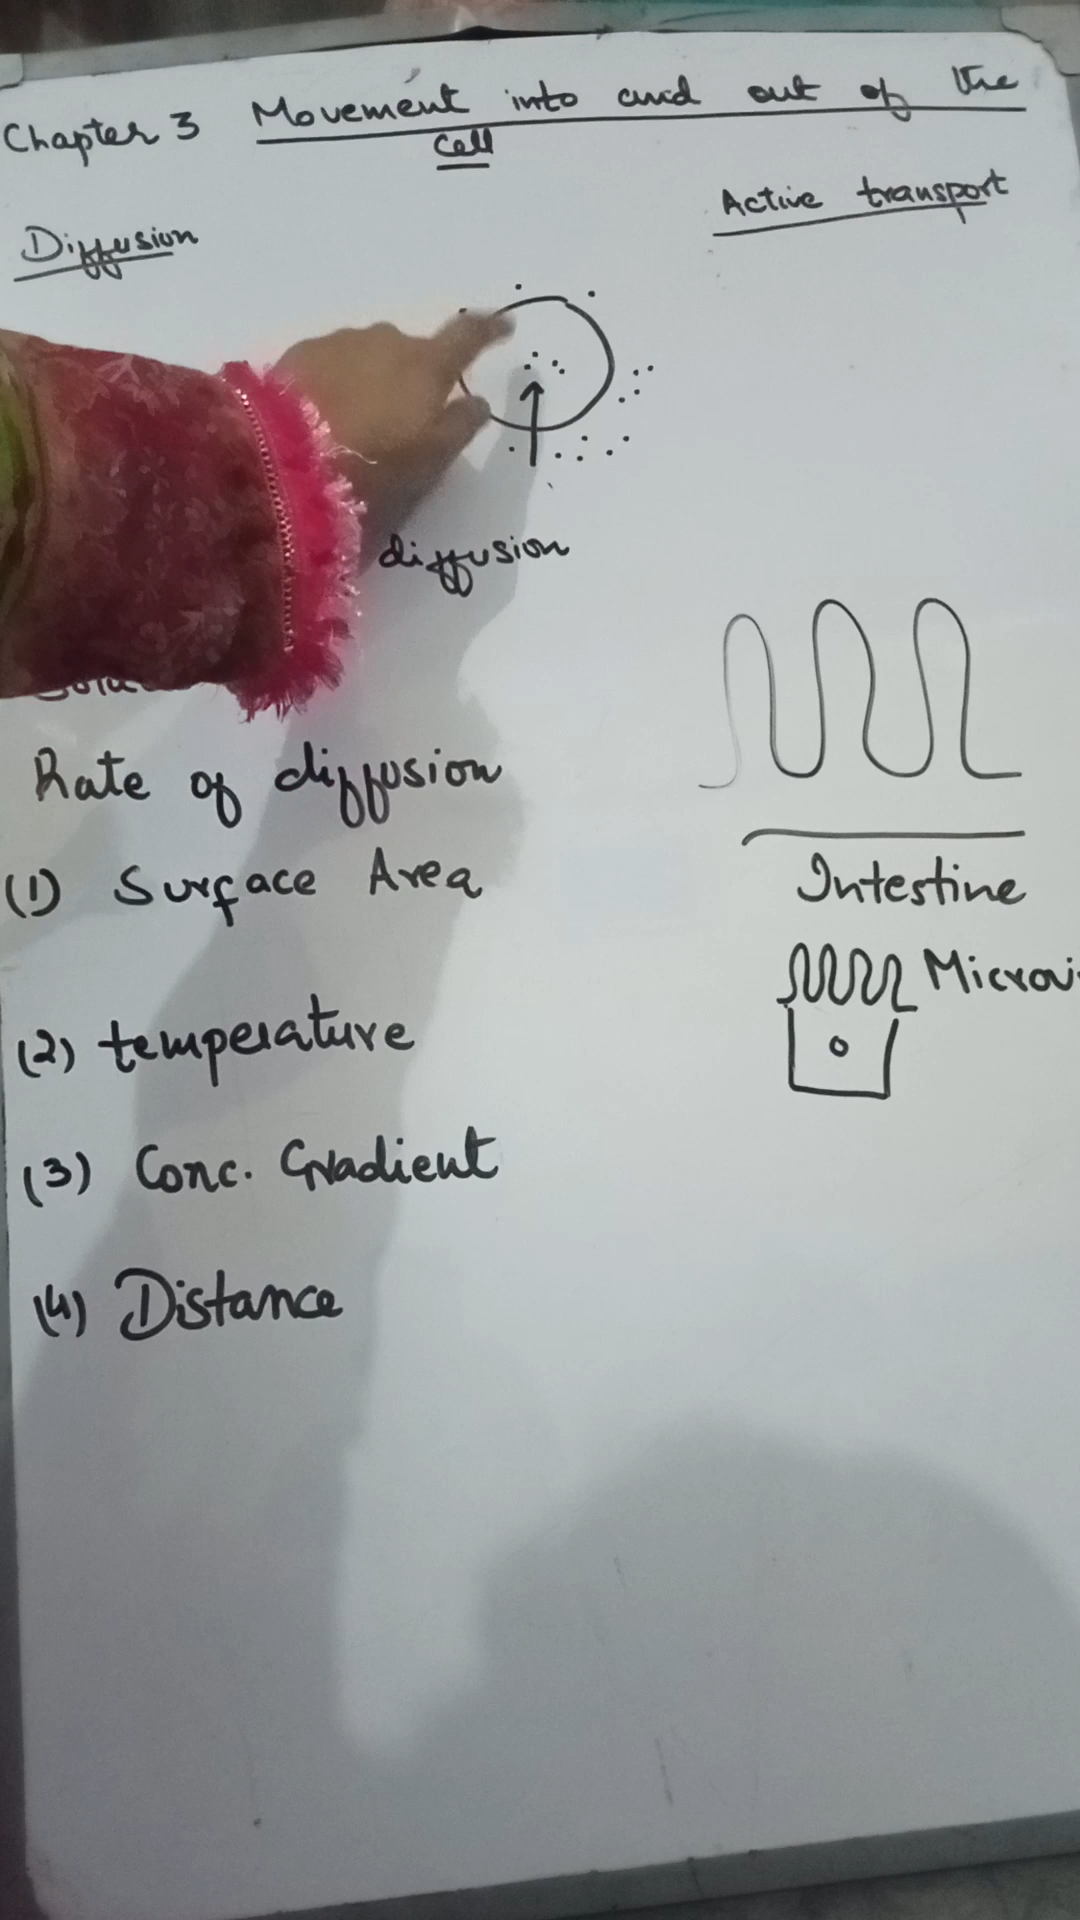 Chapter 3 Movement into and out of the
cell
Active transport
Diffusion
diffusion
Rate of diffusion
(1) Surface Area
Intestine
(2) temperature
(3) Conc. Gradient
(4) Distance